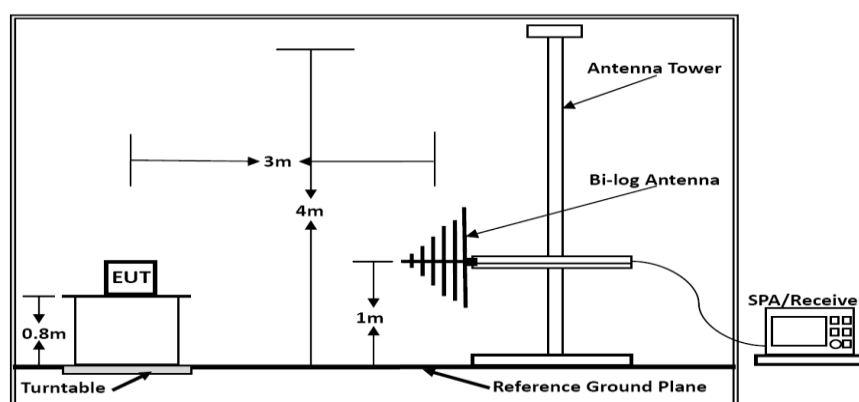 Antenna Tower
3m
Bi-log Antenna
4m
EUT
0.8m
1m
SPA/Receive
Turntable
Reference Ground Plane